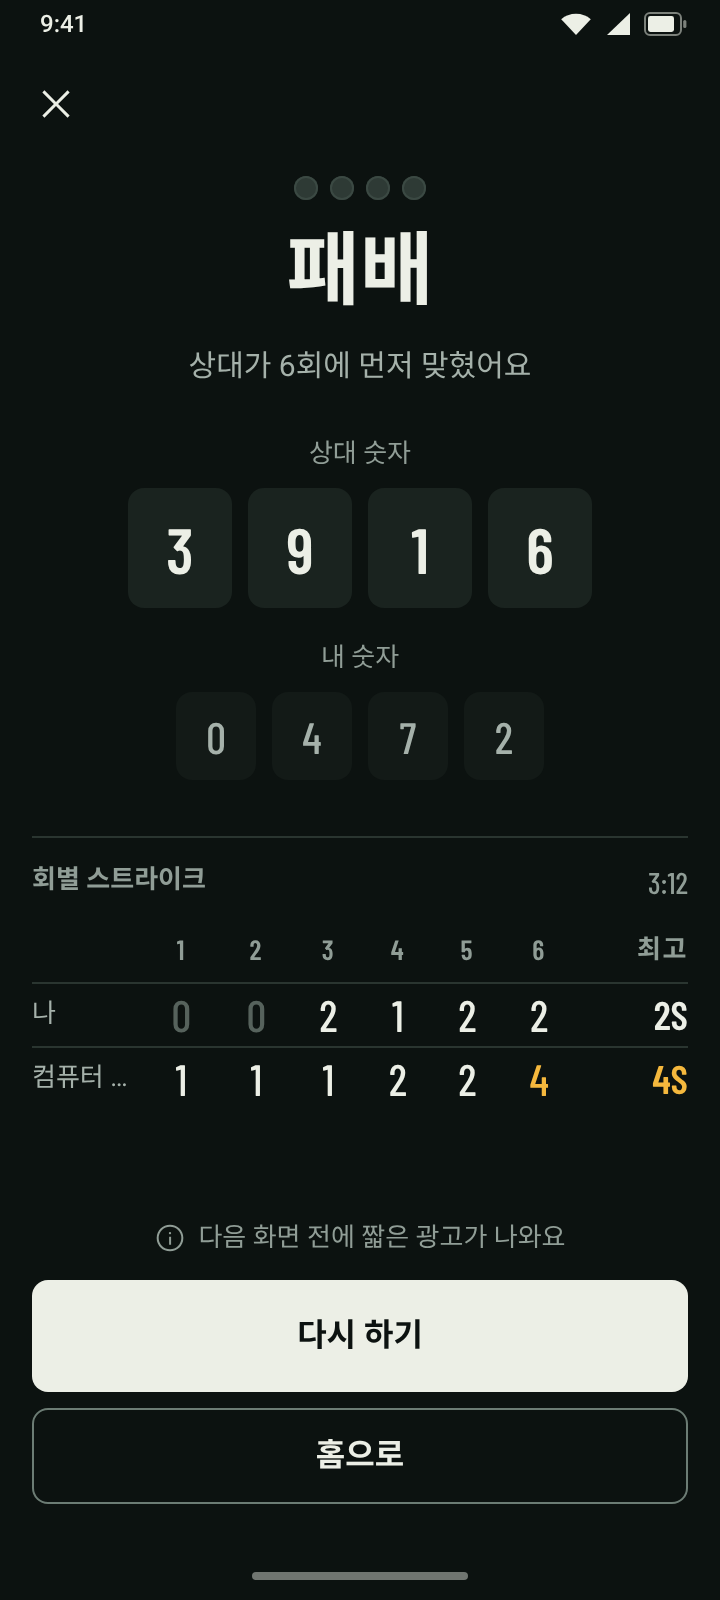 9:41
패배
상대가 6회에 먼저 맞혔어요
상대 숫자
3 9 1 6
내 숫자
0 4 7 2
회별 스트라이크 3:12
1 2 3 4 5 6 최고
나 0 0 2 1 2 2 2S
컴퓨터 ... 1 1 1 2 2 4 4S
다음 화면 전에 짧은 광고가 나와요
다시 하기
홈으로